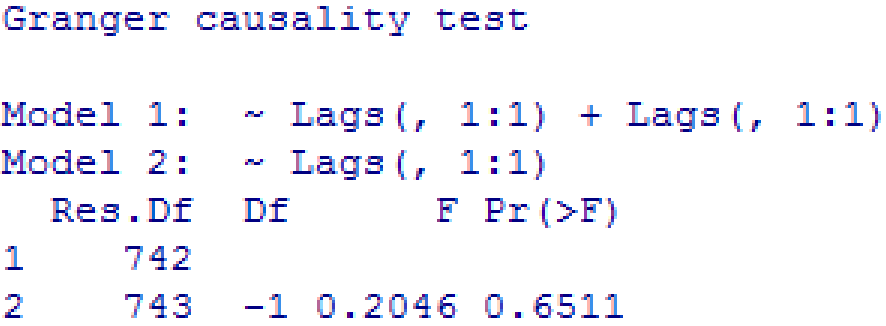 Granger causality test
Model 1:  ~ Lags(, 1:1) + Lags(, 1:1)
Model 2:  ~ Lags(, 1:1)
  Res.Df  Df      F Pr(>F)
1    742
2    743  -1 0.2046 0.6511